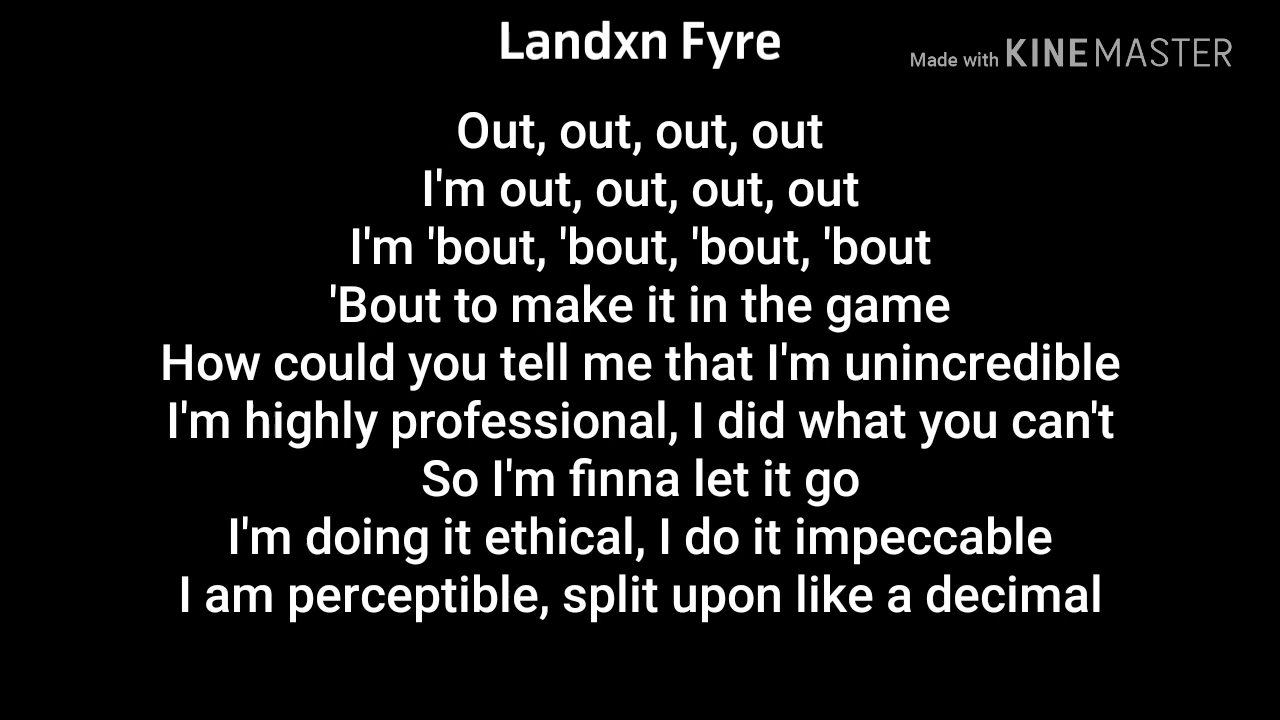 Landxn Fyre
Made with KINEMASTER
Out, out, out, out
I'm out, out, out, out
I'm 'bout, 'bout, 'bout, 'bout
'Bout to make it in the game
How could you tell me that I'm unincredible
I'm highly professional, I did what you can't
So I'm finna let it go
I'm doing it ethical, I do it impeccable
I am perceptible, split upon like a decimal